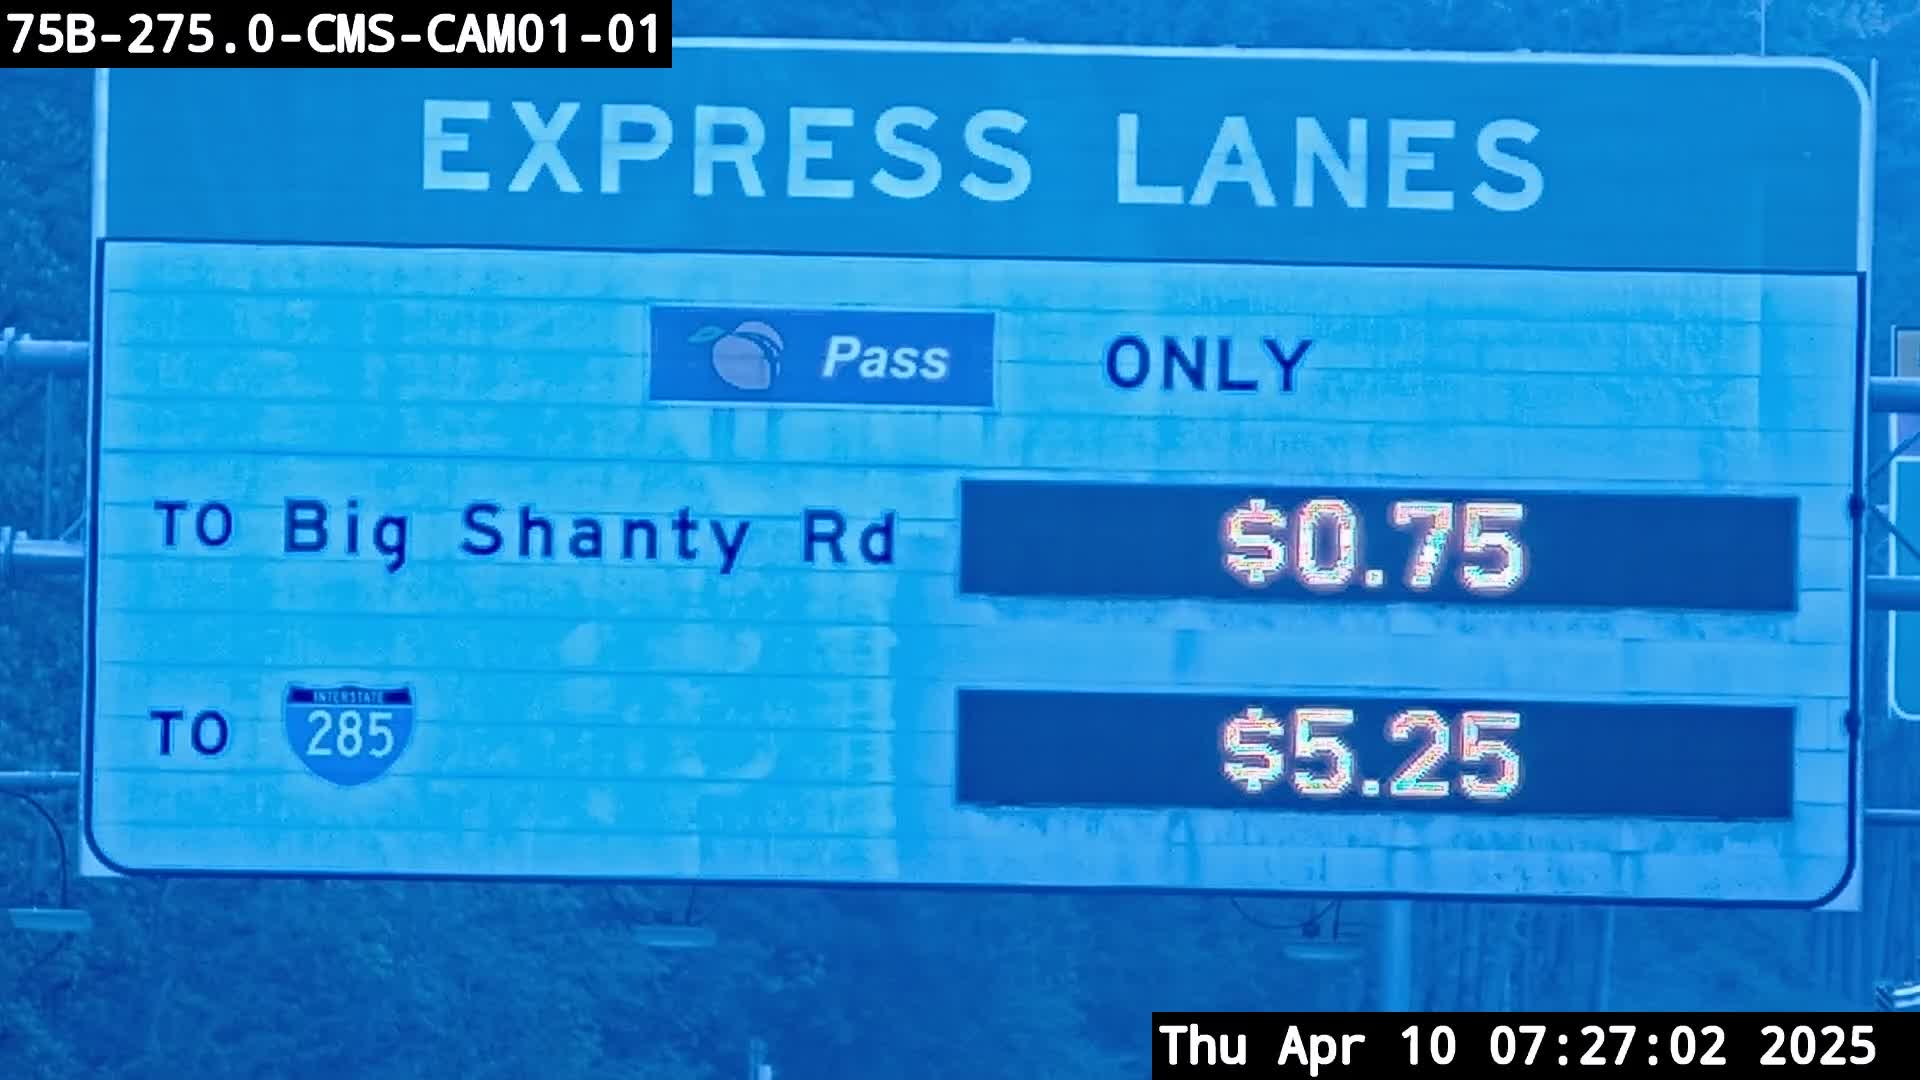 75B-275.0-CMS-CAM01-01
EXPRESS LANES
Pass ONLY
TO Big Shanty Rd $0.75
INTERSTATE
TO 285 $5.25
Thu Apr 10 07:27:02 2025